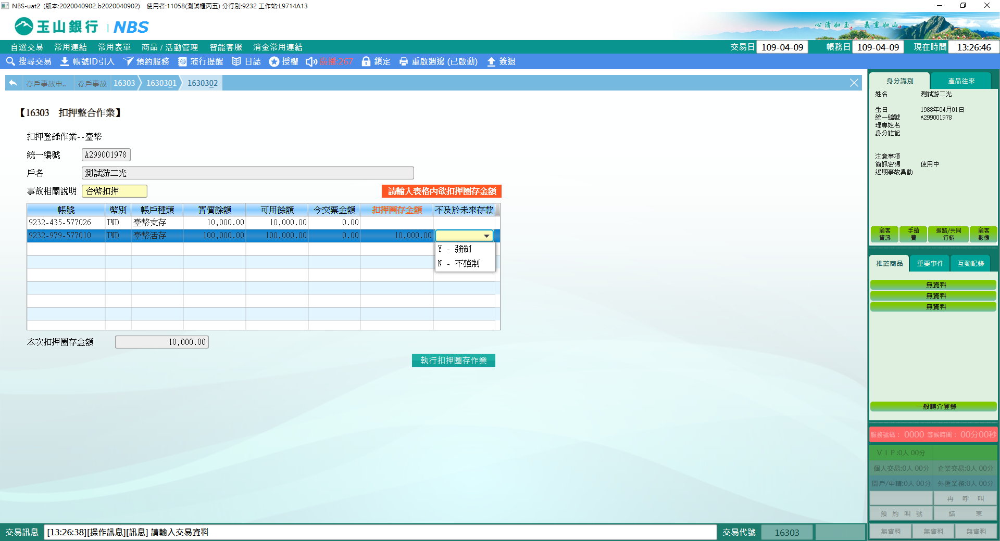 NBS-uat2 (版本:2020040902.b2020040902) 使用者:11058(測試櫃丙五) 分行別:9232 工作站:L9714A13
玉山銀行 | NBS
心清如玉。 義重如山。
自選交易 常用連結 常用表單 商品 / 活動管理 智能客服 消金常用連結 交易日 109-04-09 帳務日 109-04-09 現在時間 13:26:46
搜尋交易 帳號ID引入 預約服務 蒞行提醒 日誌 授權 廣播:267 鎖定 重啟週邊 (已啟動) 簽退
存戶事故申.. 存戶事故 16303 1630301 1630302
【16303 扣押整合作業】
扣押登錄作業--臺幣
統一編號 A299001978
戶名 測試游二光
事故相關說明 台幣扣押 請輸入表格內欲扣押圈存金額
帳號 幣別 帳戶種類 實質餘額 可用餘額 今交票金額 扣押圈存金額 不及於未來存款
9232-435-577026 TWD 臺幣支存 10,000.00 10,000.00 0.00
9232-979-577010 TWD 臺幣活存 100,000.00 100,000.00 0.00 10,000.00
Y - 強制
N - 不強制
本次扣押圈存金額 10,000.00
執行扣押圈存作業
身分識別 產品往來
姓名 測試游二光
生日 1988年04月01日
統一編號 A299001978
理專姓名
身分註記
注意事項
簡訊密碼 使用中
近期事故異動
顧客資訊 手續費 通路/共同行銷 顧客影像
推薦商品 重要事件 互動記錄
無資料
無資料
無資料
一般轉介登錄
服務號碼： 0000 等候時間： 00分00秒
ＶＩＰ:0人 00分
個人交易:0人 00分 企業交易:0人 00分
開戶/申請:0人 00分 外匯業務:0人 00分
再 呼 叫
預 約 叫 號 結 束
無資料 無資料 無資料
交易訊息 [13:26:38][操作訊息][訊息] 請輸入交易資料 交易代號 16303